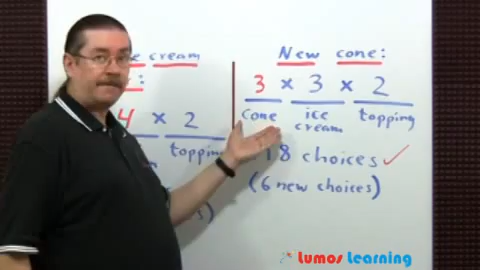 ce cream
New cone:
:
4 × 2
3 × 3 × 2
topping
cone ice cream topping
18 choices ✓
(6 new choices)
s)
Lumos Learning